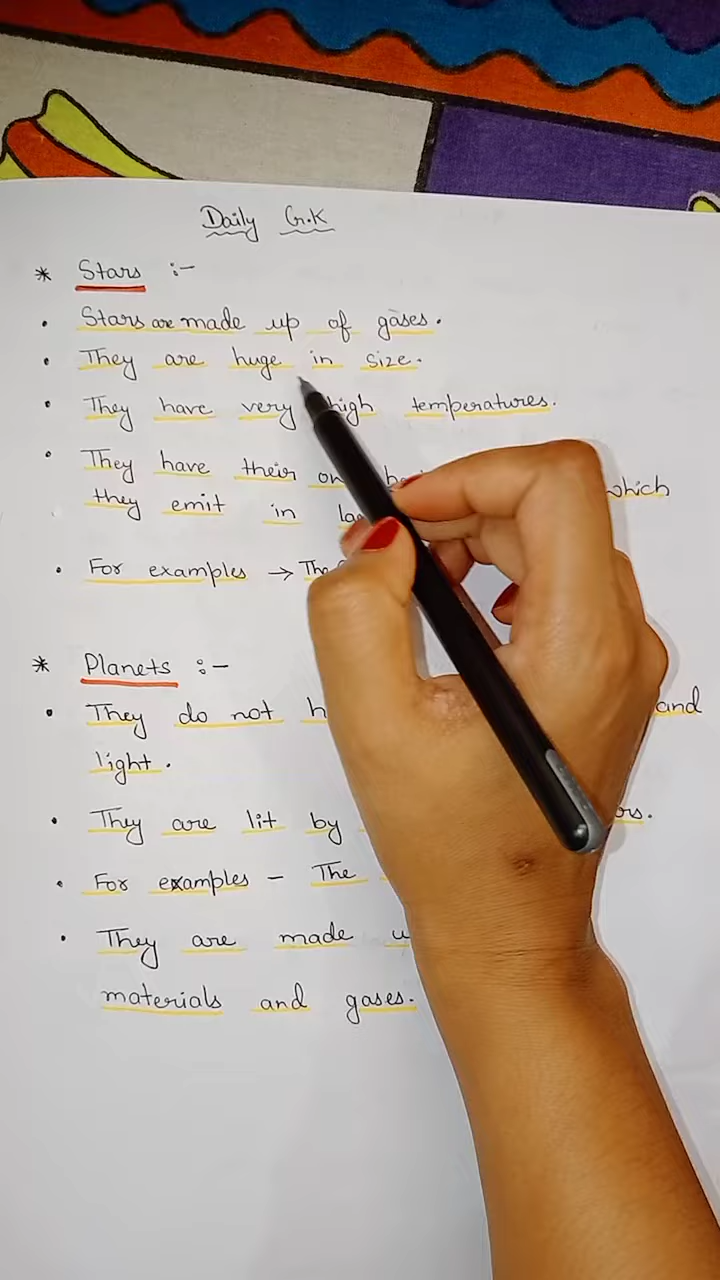 Daily G.K
* Stars :-
• Stars are made up of gases.
• They are huge in size.
• They have very high temperatures.
• They have their which
they emit in
• For examples → The
* Planets :-
• They do not and
light.
• They are lit by
• For examples - The
• They are made
materials and gases.